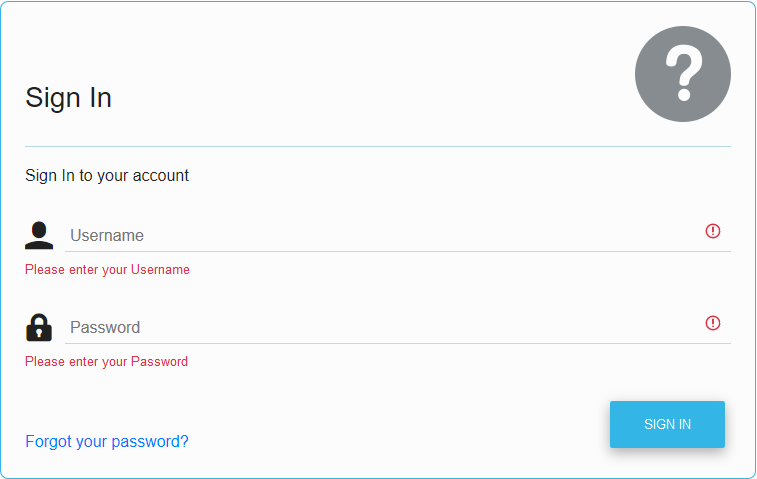 Sign In
Sign In to your account
Username
Please enter your Username
Password
Please enter your Password
Forgot your password?
SIGN IN